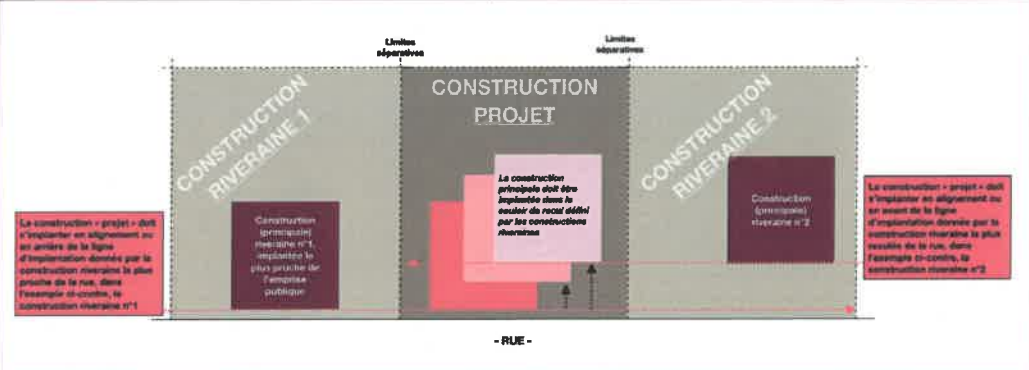 Limites
séparatives
Limites
séparatives
CONSTRUCTION
RIVERAINE 1
CONSTRUCTION
PROJET
CONSTRUCTION
RIVERAINE 2
La construction
principale doit être
implantée dans le
couloir de recul défini
par les constructions
riveraines
Construction
(principale)
riveraine n°1,
implantée le
plus proche de
l'emprise
publique
Construction
(principale)
riveraine n°2
La construction « projet » doit
s'implanter en alignement ou
en arrière de la ligne
d'implantation donnée par la
construction riveraine la plus
proche de la rue, dans
l'exemple ci-contre, la
construction riveraine n°1
La construction « projet » doit
s'implanter en alignement ou
en avant de la ligne
d'implantation donnée par la
construction riveraine la plus
reculée de la rue, dans
l'exemple ci-contre, la
construction riveraine n°2
- RUE -